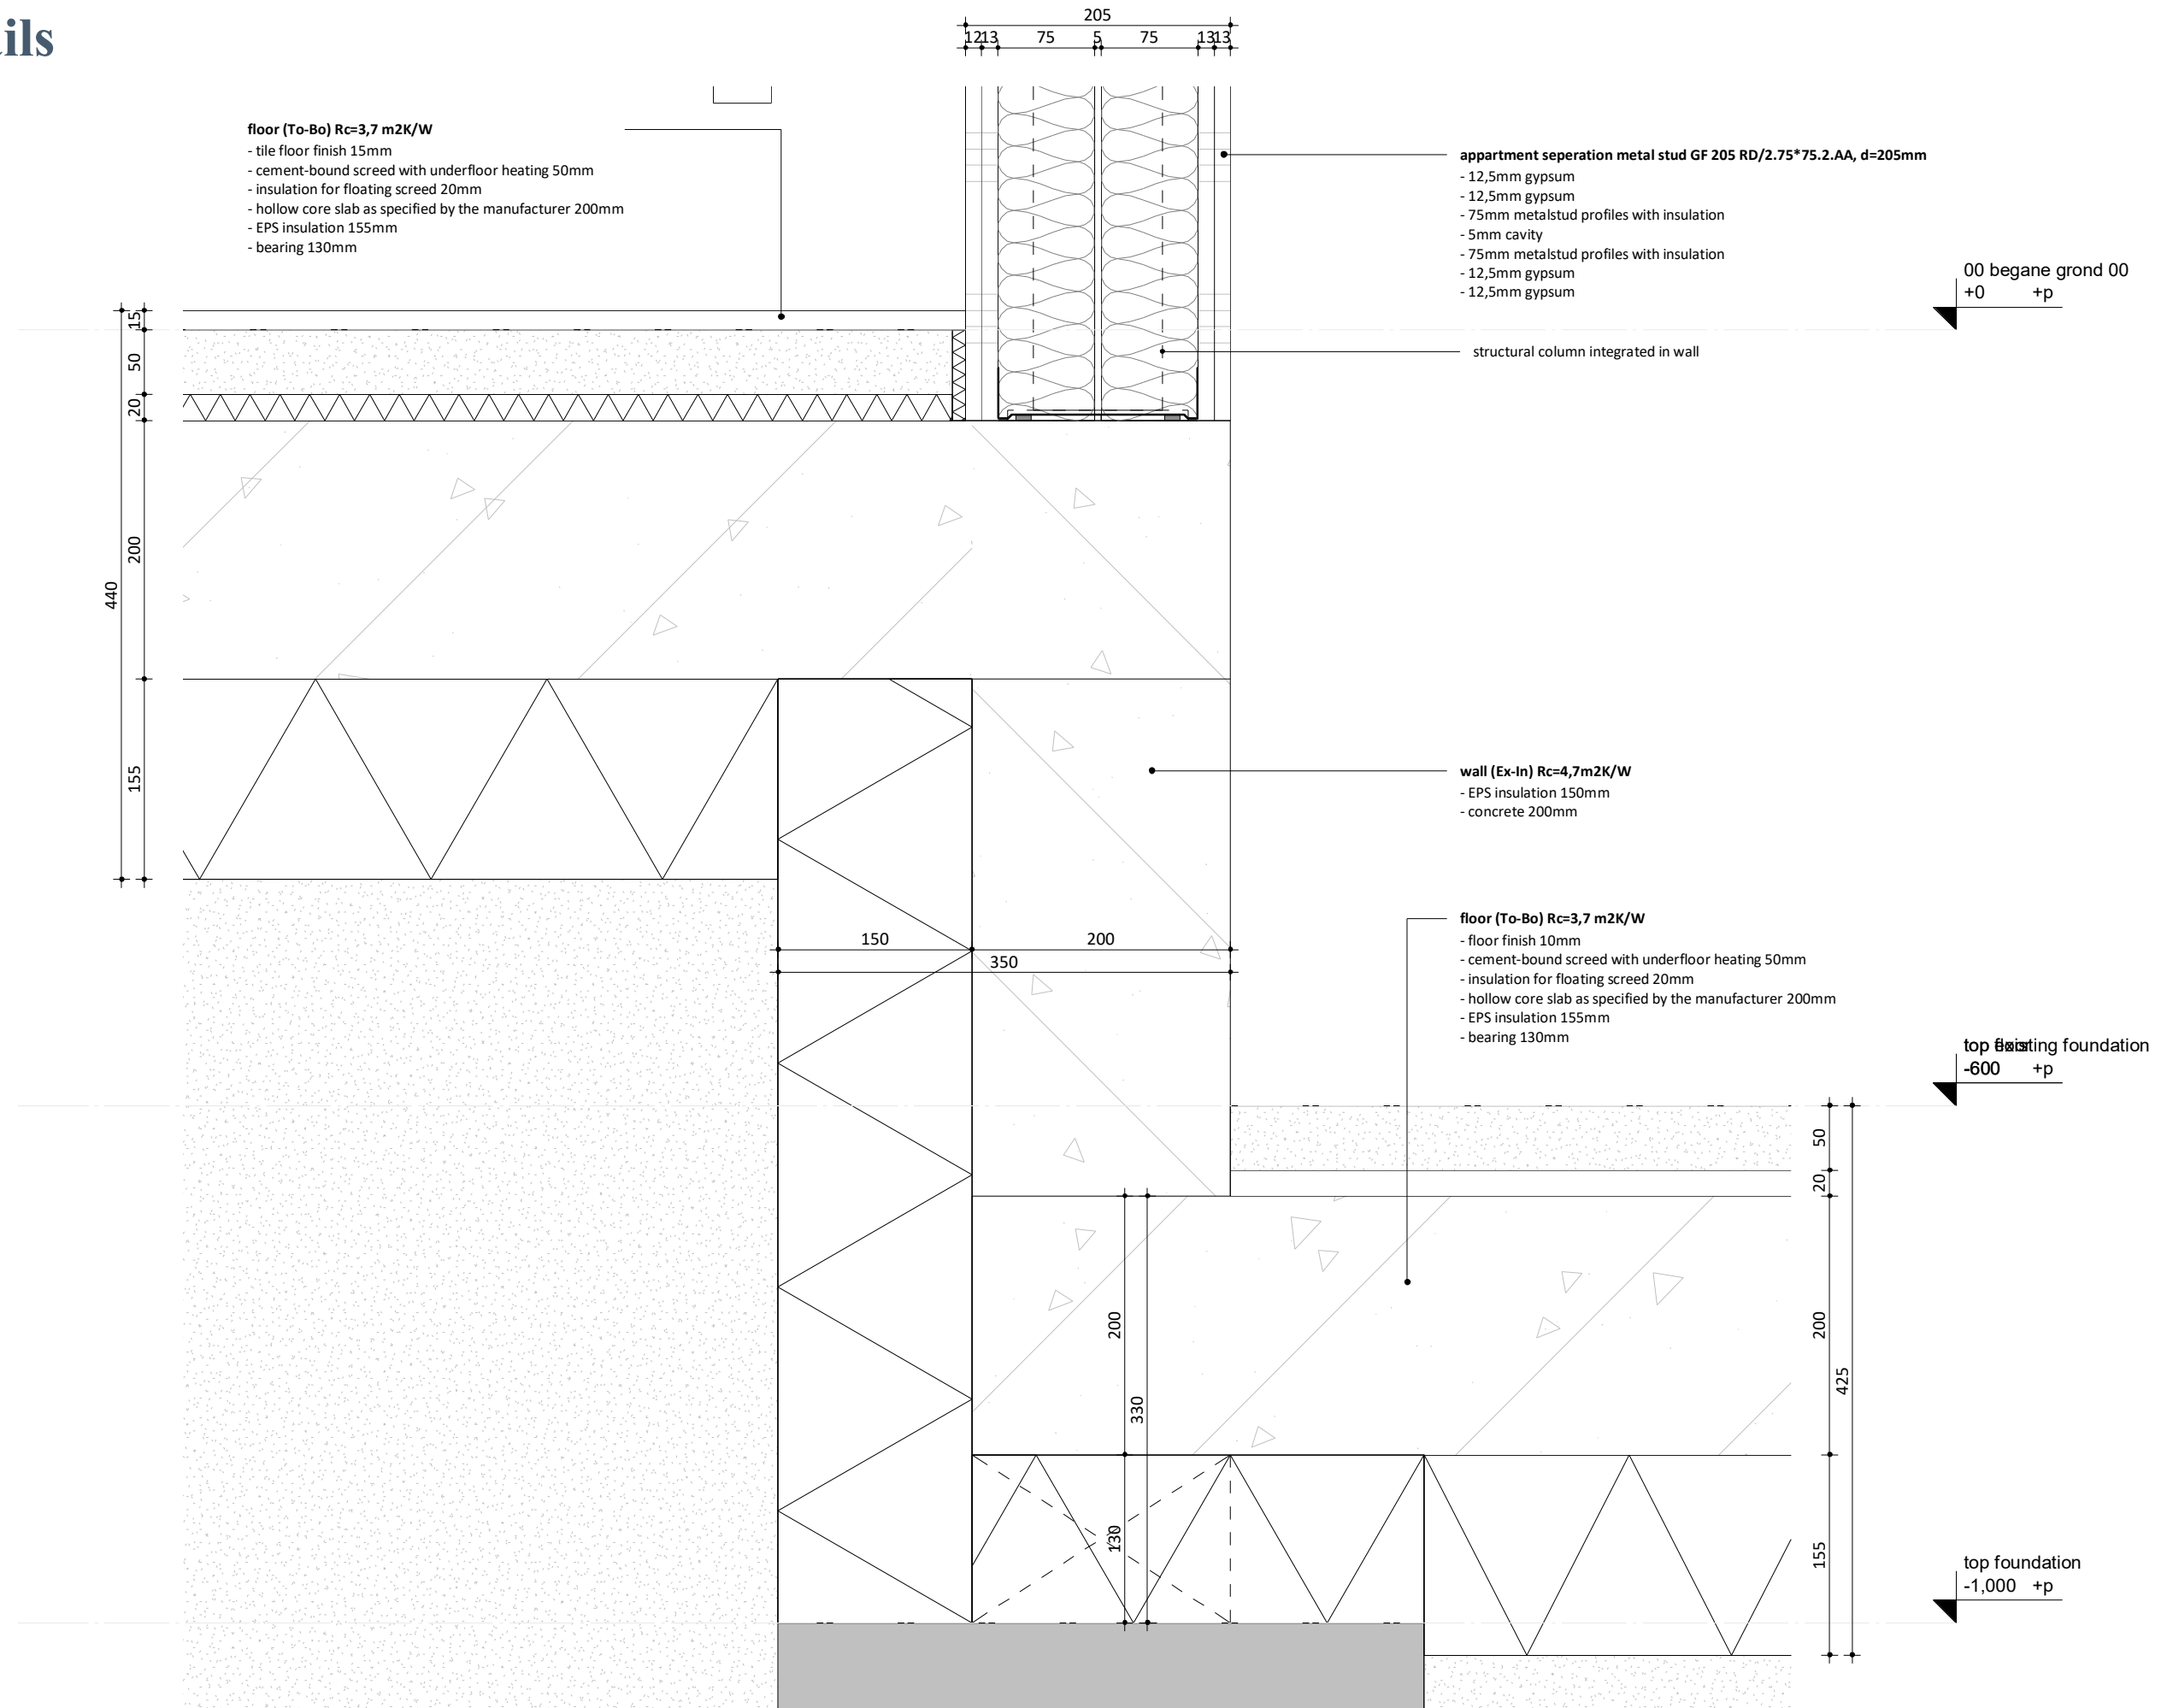 ils
205
12 13 75 5 75 13 13
floor (To-Bo) Rc=3,7 m2K/W
- tile floor finish 15mm
- cement-bound screed with underfloor heating 50mm
- insulation for floating screed 20mm
- hollow core slab as specified by the manufacturer 200mm
- EPS insulation 155mm
- bearing 130mm
appartment seperation metal stud GF 205 RD/2.75*75.2.AA, d=205mm
- 12,5mm gypsum
- 12,5mm gypsum
- 75mm metalstud profiles with insulation
- 5mm cavity
- 75mm metalstud profiles with insulation
- 12,5mm gypsum
- 12,5mm gypsum
00 begane grond 00
+0 +p
structural column integrated in wall
15
50
20
200
440
155
wall (Ex-In) Rc=4,7m2K/W
- EPS insulation 150mm
- concrete 200mm
150 200
350
floor (To-Bo) Rc=3,7 m2K/W
- floor finish 10mm
- cement-bound screed with underfloor heating 50mm
- insulation for floating screed 20mm
- hollow core slab as specified by the manufacturer 200mm
- EPS insulation 155mm
- bearing 130mm
top existing foundation
-600 +p
50
20
200
425
155
200
330
130
top foundation
-1,000 +p